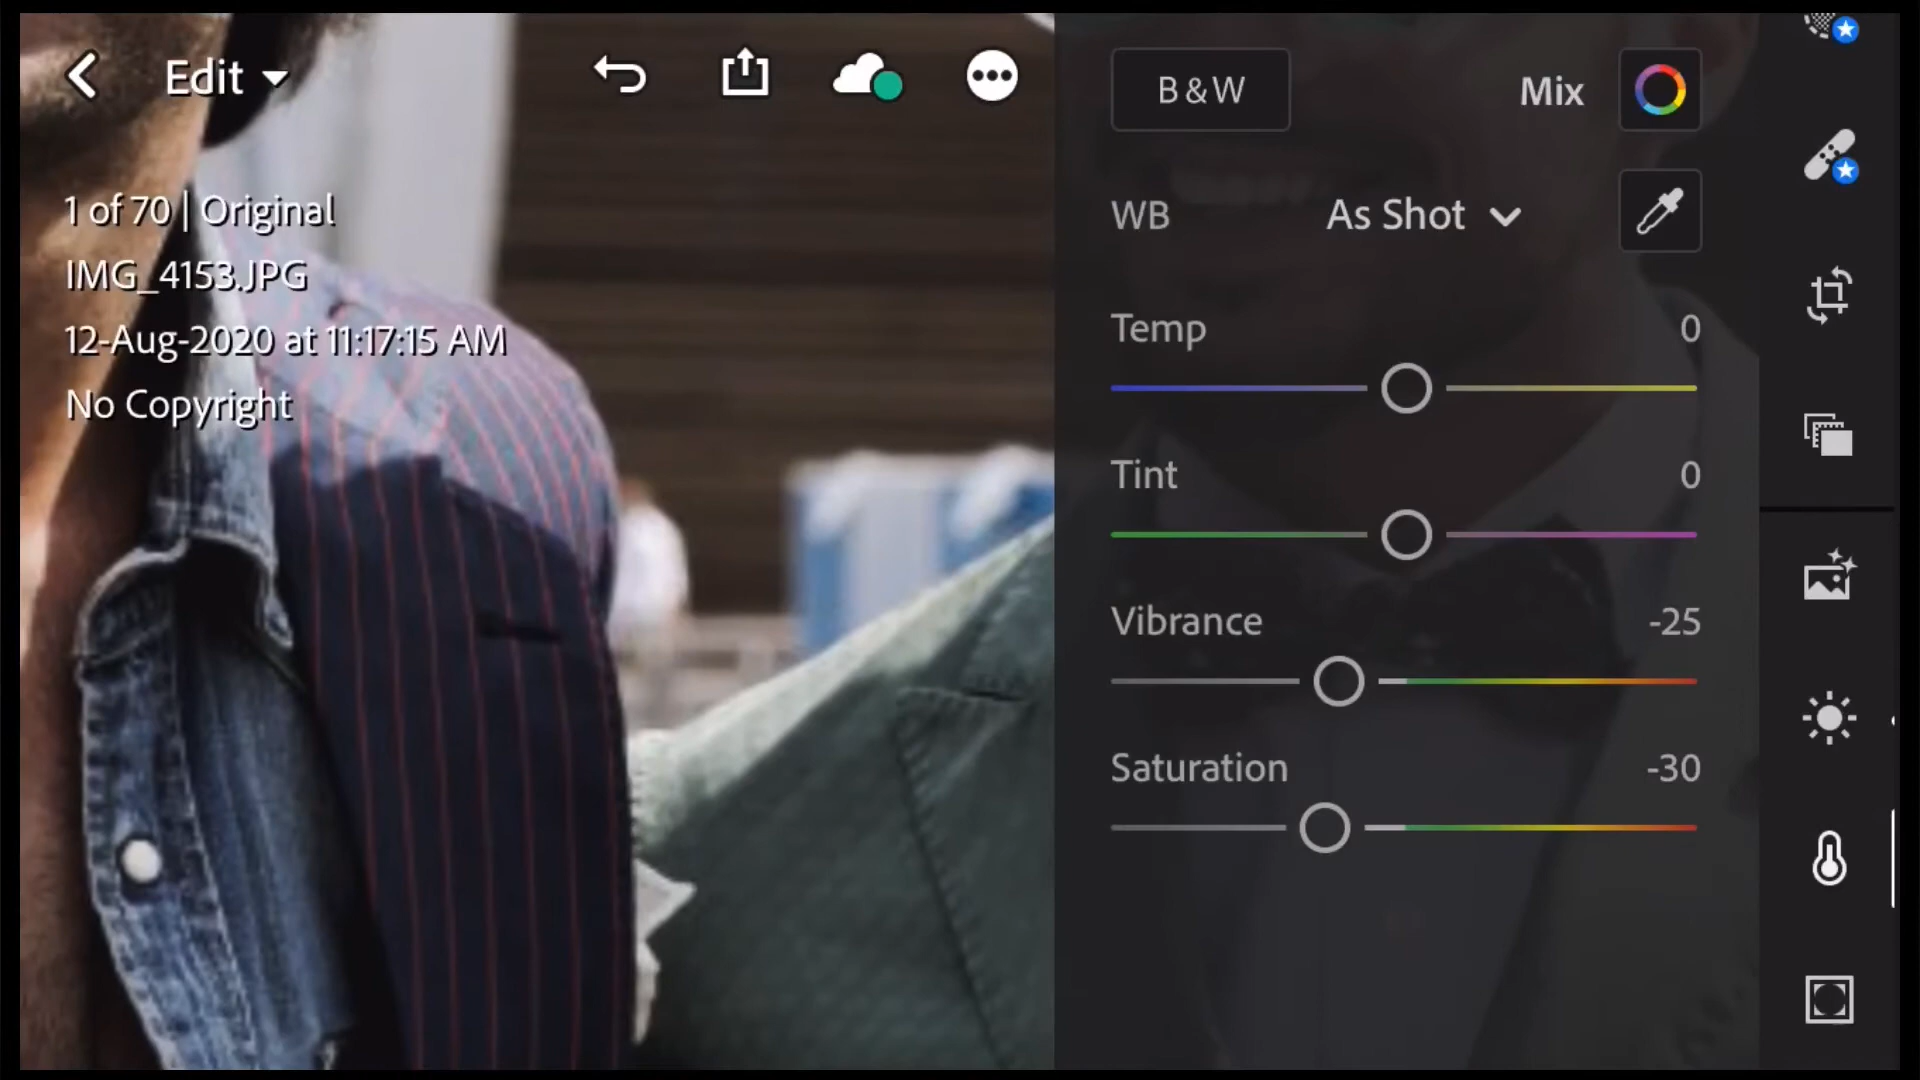 Edit
1 of 70 | Original
IMG_4153.JPG
12-Aug-2020 at 11:17:15 AM
No Copyright
B & W
Mix
WB
As Shot
Temp
0
Tint
0
Vibrance
-25
Saturation
-30